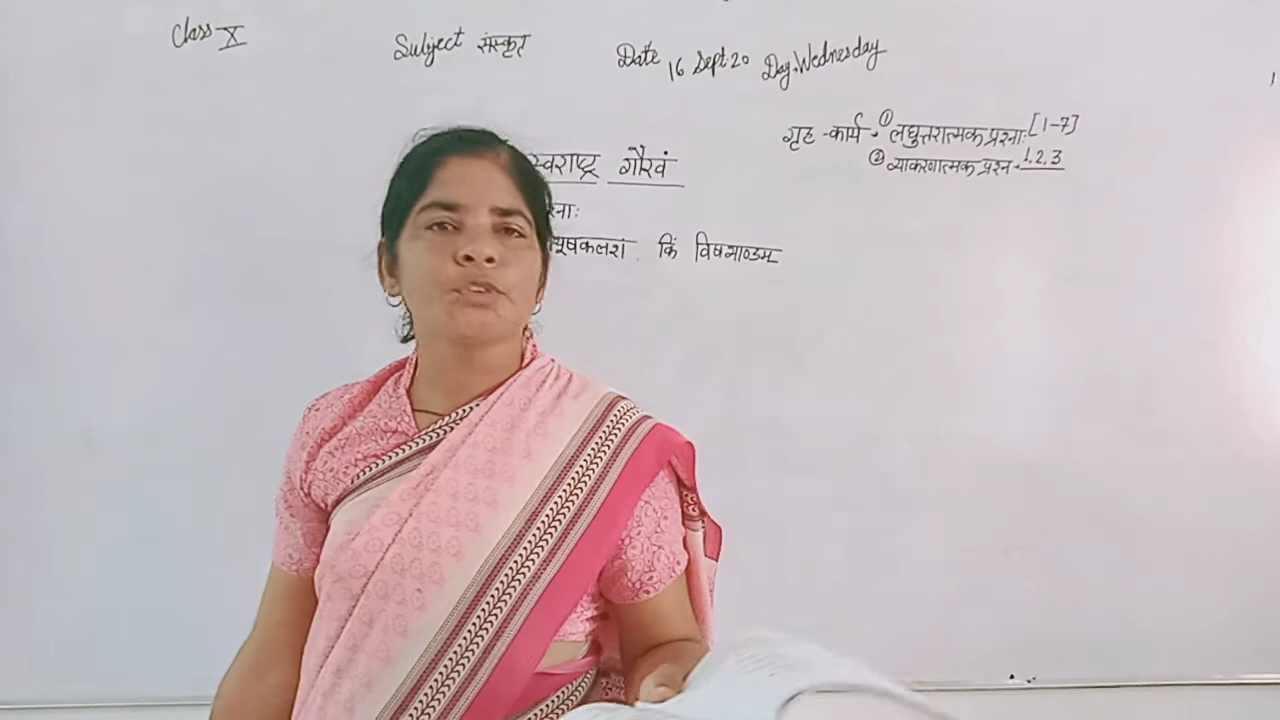 Class X
Subject संस्कृत
Date 16 Sept.20 Day.Wednesday
गृह-कार्य. ① लघुत्तरात्मक प्रश्नाः [1-7]
② व्याकरणात्मक प्रश्न - 1,2,3
स्वराष्ट्र गौरवं
किं विषभाण्डम्